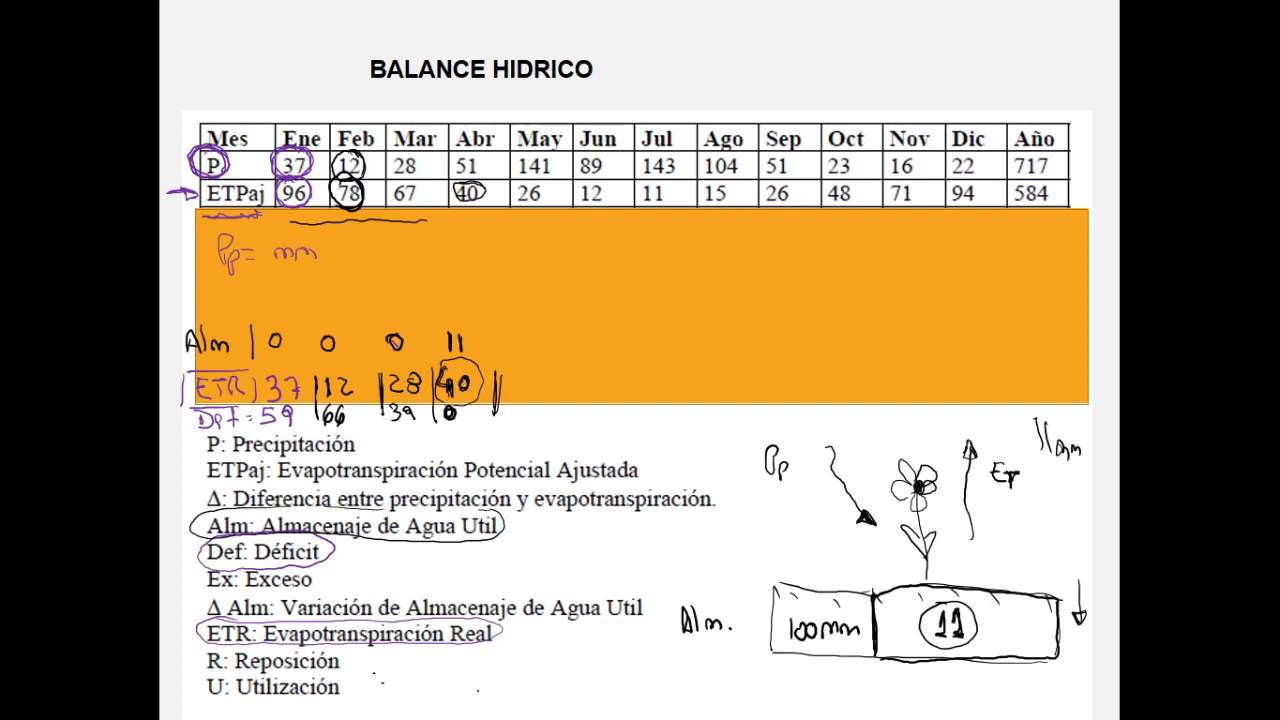 BALANCE HIDRICO
Mes Ene Feb Mar Abr May Jun Jul Ago Sep Oct Nov Dic Año
P 37 12 28 51 141 89 143 104 51 23 16 22 717
ETPaj 96 78 67 40 26 12 11 15 26 48 71 94 584
Pp= mm
Alm 0 0 0 11
ETR 37 12 28 40
Def = 59 66 39 0
P: Precipitación
ETPaj: Evapotranspiración Potencial Ajustada
Δ: Diferencia entre precipitación y evapotranspiración.
Alm: Almacenaje de Agua Util
Def: Déficit
Ex: Exceso
Δ Alm: Variación de Almacenaje de Agua Util
ETR: Evapotranspiración Real
R: Reposición
U: Utilización
Pp ET 11mm
Alm. 100mm 11